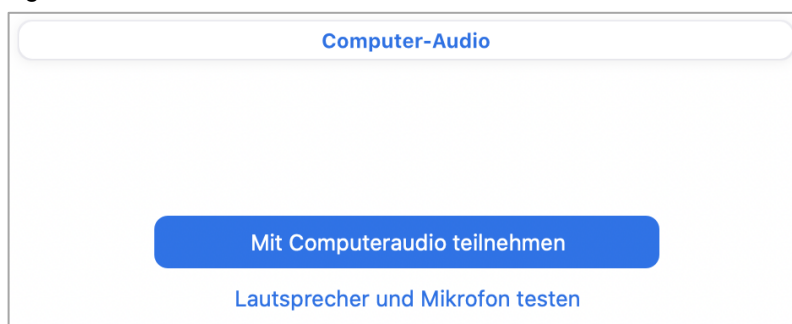 Computer-Audio
Mit Computeraudio teilnehmen
Lautsprecher und Mikrofon testen